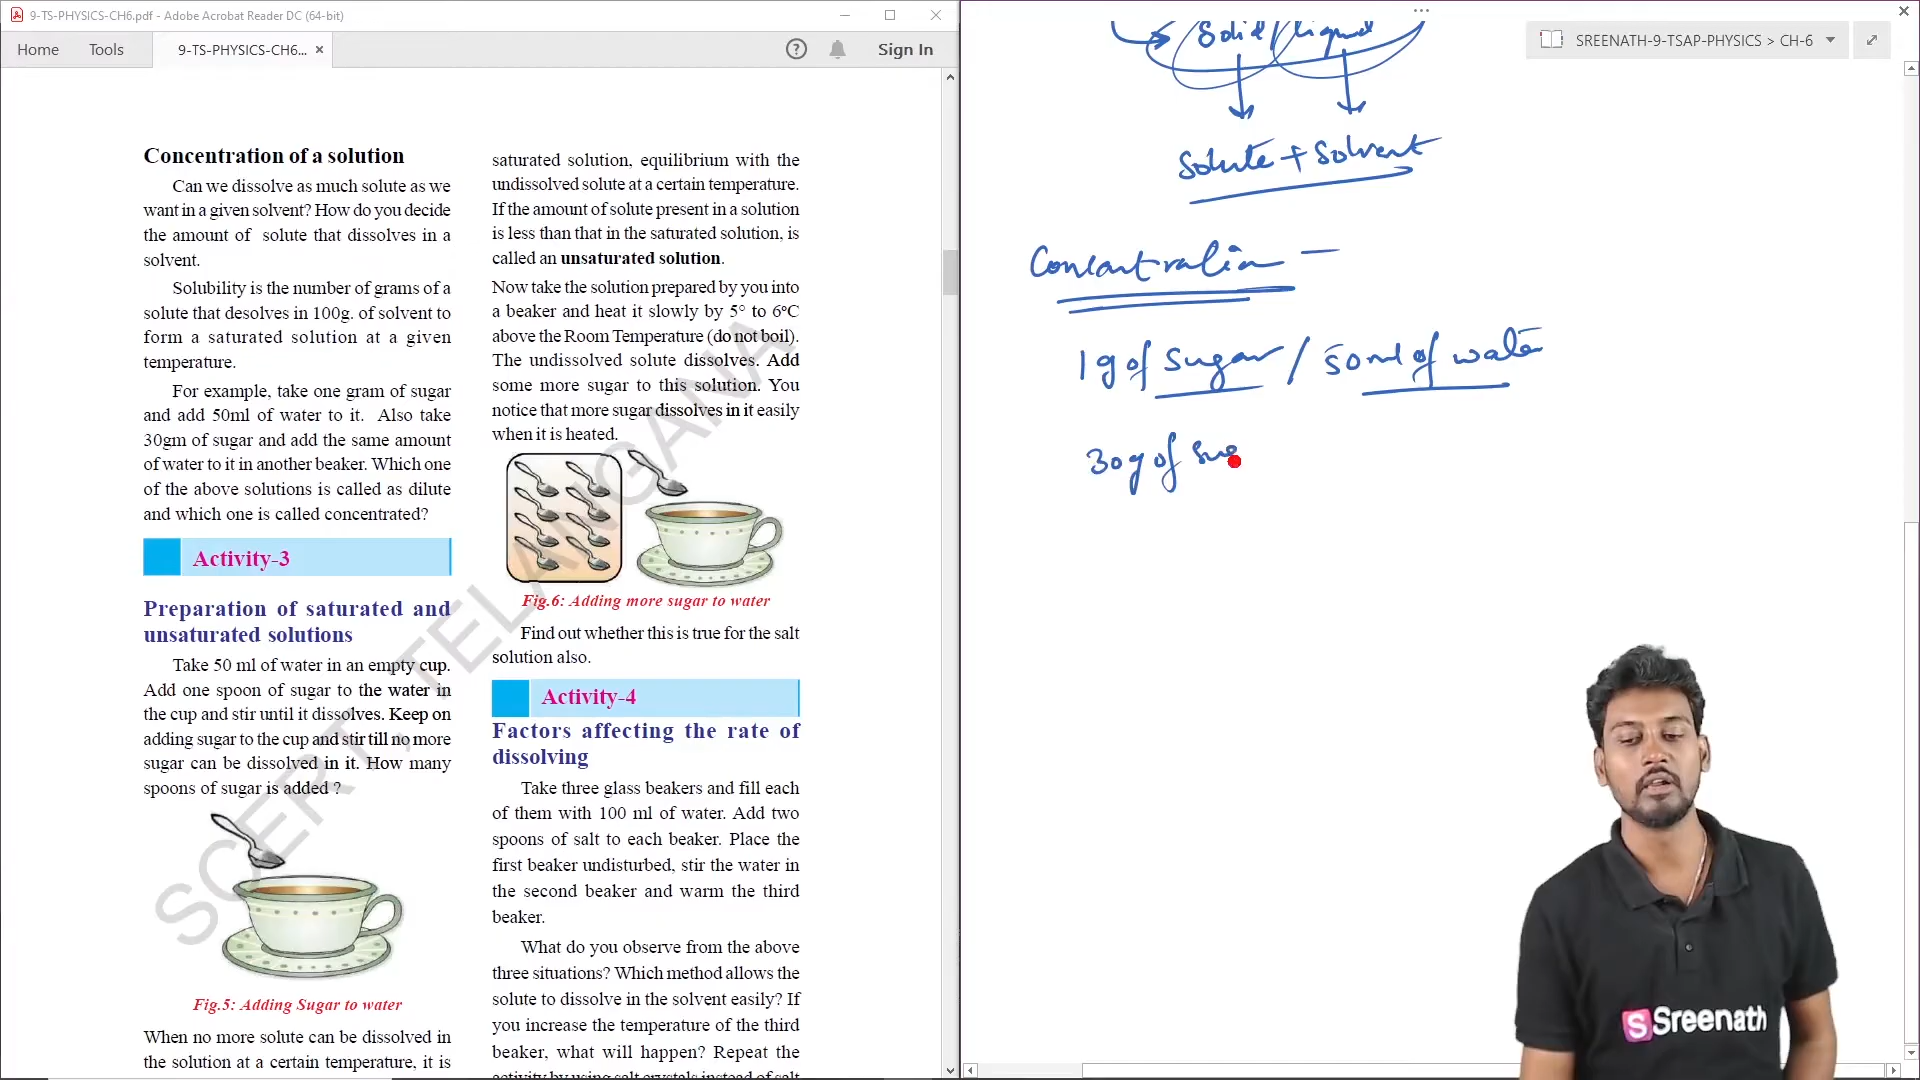 9-TS-PHYSICS-CH6.pdf - Adobe Acrobat Reader DC (64-bit)
Home
Tools
9-TS-PHYSICS-CH6...
Sign In
Concentration of a solution
Can we dissolve as much solute as we
want in a given solvent? How do you decide
the amount of solute that dissolves in a
solvent.
Solubility is the number of grams of a
solute that desolves in 100g. of solvent to
form a saturated solution at a given
temperature.
For example, take one gram of sugar
and add 50ml of water to it. Also take
30gm of sugar and add the same amount
of water to it in another beaker. Which one
of the above solutions is called as dilute
and which one is called concentrated?
Activity-3
Preparation of saturated and
unsaturated solutions
Take 50 ml of water in an empty cup.
Add one spoon of sugar to the water in
the cup and stir until it dissolves. Keep on
adding sugar to the cup and stir till no more
sugar can be dissolved in it. How many
spoons of sugar is added ?
Fig.5: Adding Sugar to water
When no more solute can be dissolved in
the solution at a certain temperature, it is
saturated solution, equilibrium with the
undissolved solute at a certain temperature.
If the amount of solute present in a solution
is less than that in the saturated solution, is
called an unsaturated solution.
Now take the solution prepared by you into
a beaker and heat it slowly by 5° to 6°C
above the Room Temperature (do not boil).
The undissolved solute dissolves. Add
some more sugar to this solution. You
notice that more sugar dissolves in it easily
when it is heated.
Fig.6: Adding more sugar to water
Find out whether this is true for the salt
solution also.
Activity-4
Factors affecting the rate of
dissolving
Take three glass beakers and fill each
of them with 100 ml of water. Add two
spoons of salt to each beaker. Place the
first beaker undisturbed, stir the water in
the second beaker and warm the third
beaker.
What do you observe from the above
three situations? Which method allows the
solute to dissolve in the solvent easily? If
you increase the temperature of the third
beaker, what will happen? Repeat the
activity by using salt crystals instead of salt
SCERT, TELANGANA
SREENATH-9-TSAP-PHYSICS > CH-6
Solid / liquid
Solute + Solvent
Concentration —
1g of sugar / 50 ml of water
30g of su
Sreenath